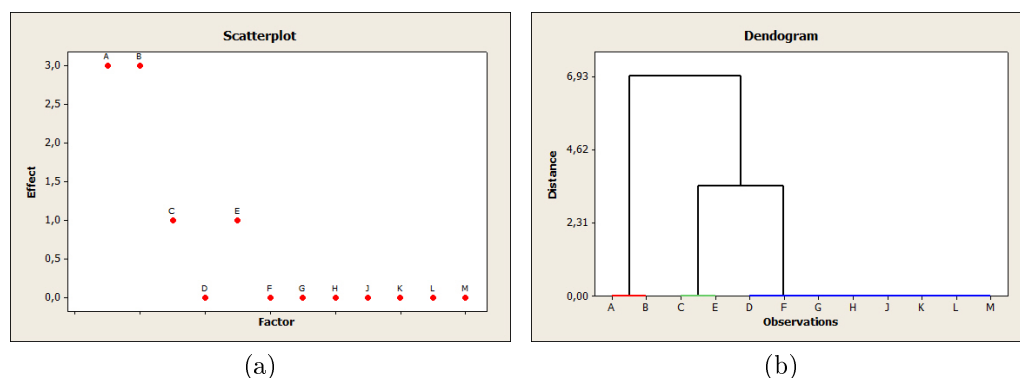 Scatterplot
A B
3,0
2,5
2,0
Effect
1,5
C E
1,0
0,5
D F G H J K L M
0,0
Factor
(a)
Dendogram
6,93
4,62
Distance
2,31
0,00
A B C E D F G H J K L M
Observations
(b)